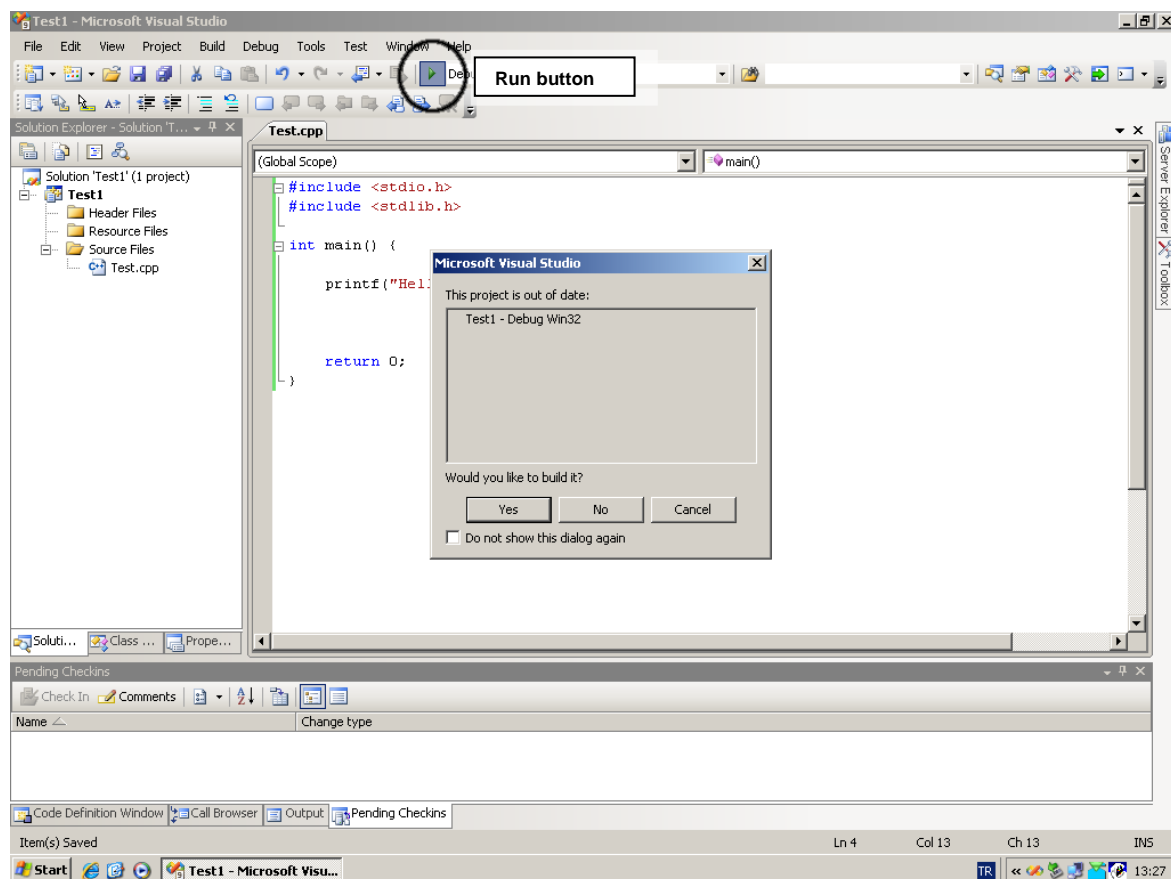 Test1 - Microsoft Visual Studio
File Edit View Project Build Debug Tools Test Window Help
Run button
Solution Explorer - Solution 'T...
Test.cpp
(Global Scope)
main()
Solution 'Test1' (1 project)
Test1
Header Files
Resource Files
Source Files
Test.cpp
#include <stdio.h>
#include <stdlib.h>
int main() {
printf("Hel
return 0;
}
Microsoft Visual Studio
This project is out of date:
Test1 - Debug Win32
Would you like to build it?
Yes No Cancel
Do not show this dialog again
Server Explorer
Toolbox
Soluti... Class ... Prope...
Pending Checkins
Check In Comments
Name Change type
Code Definition Window Call Browser Output Pending Checkins
Item(s) Saved Ln 4 Col 13 Ch 13 INS
Start Test1 - Microsoft Visu... TR 13:27